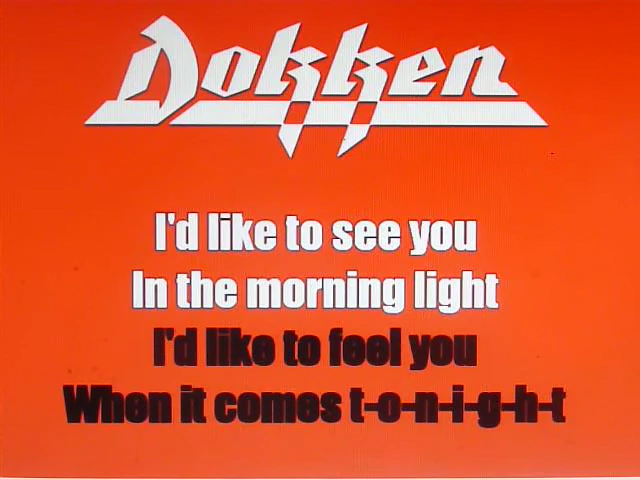 Dokken
I'd like to see you
In the morning light
I'd like to feel you
When it comes t-o-n-i-g-h-t